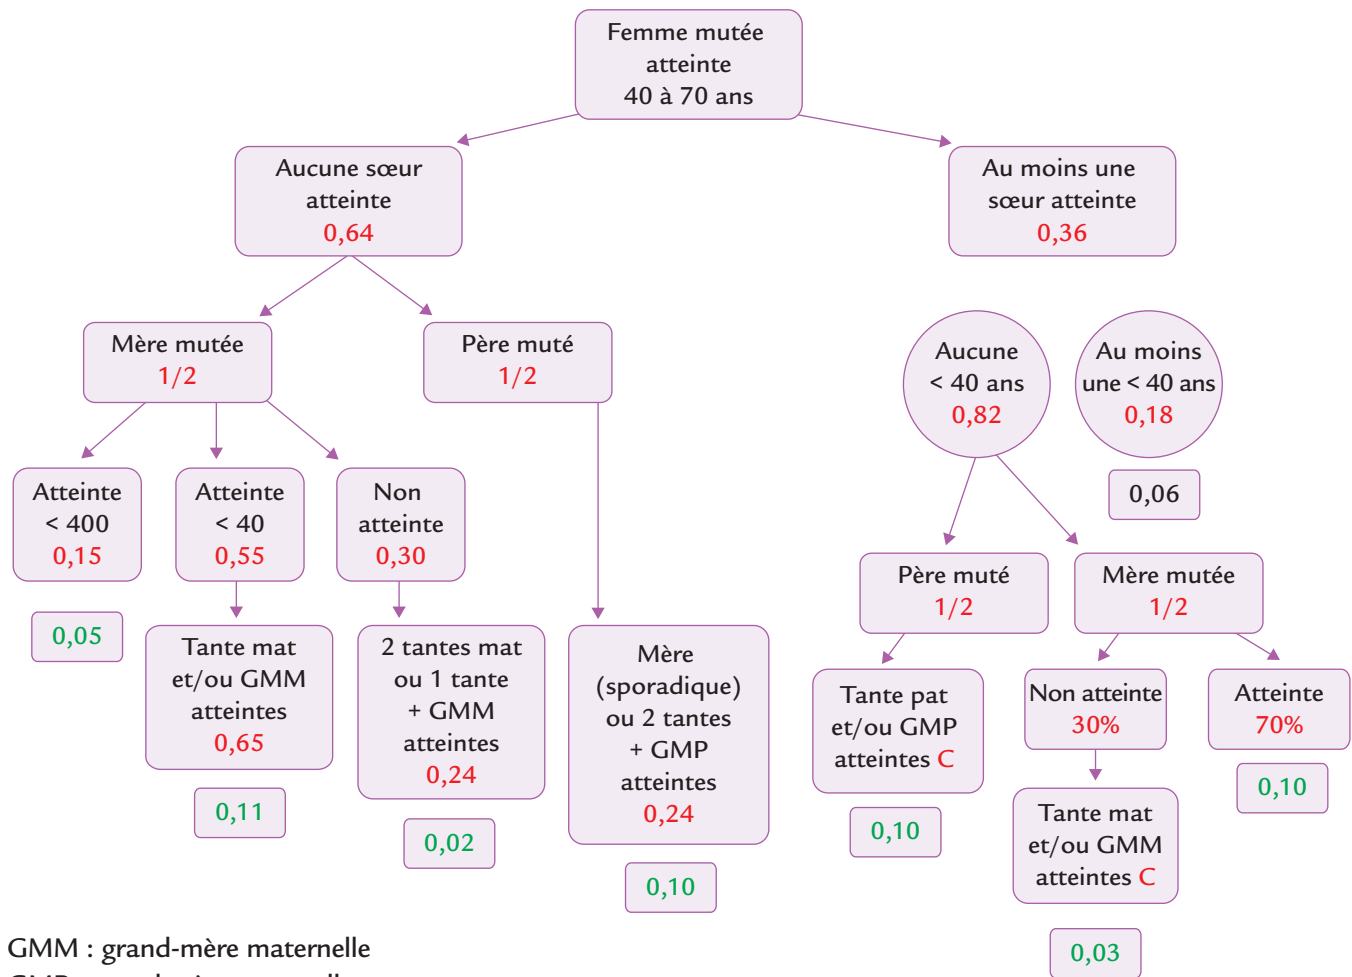 Femme mutée
atteinte
40 à 70 ans
Aucune sœur
atteinte
0,64
Au moins une
sœur atteinte
0,36
Mère mutée
1/2
Père muté
1/2
Aucune
< 40 ans
0,82
Au moins
une < 40 ans
0,18
0,06
Atteinte
< 400
0,15
Atteinte
< 40
0,55
Non
atteinte
0,30
0,05
Père muté
1/2
Mère mutée
1/2
Tante mat
et/ou GMM
atteintes
0,65
0,11
2 tantes mat
ou 1 tante
+ GMM
atteintes
0,24
0,02
Mère
(sporadique)
ou 2 tantes
+ GMP
atteintes
0,24
0,10
Tante pat
et/ou GMP
atteintes C
0,10
Non atteinte
30%
Atteinte
70%
0,10
Tante mat
et/ou GMM
atteintes C
0,03
GMM : grand-mère maternelle